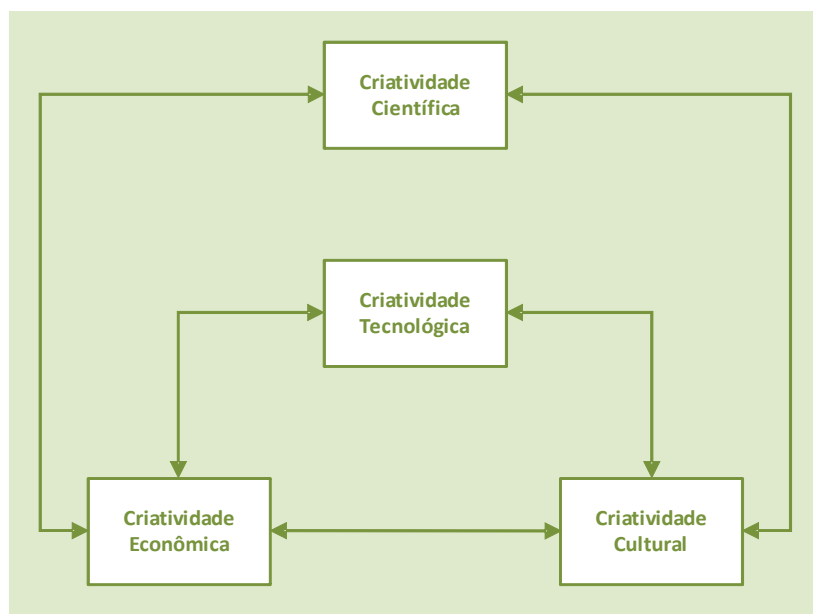 Criatividade
Científica
Criatividade
Tecnológica
Criatividade
Econômica
Criatividade
Cultural